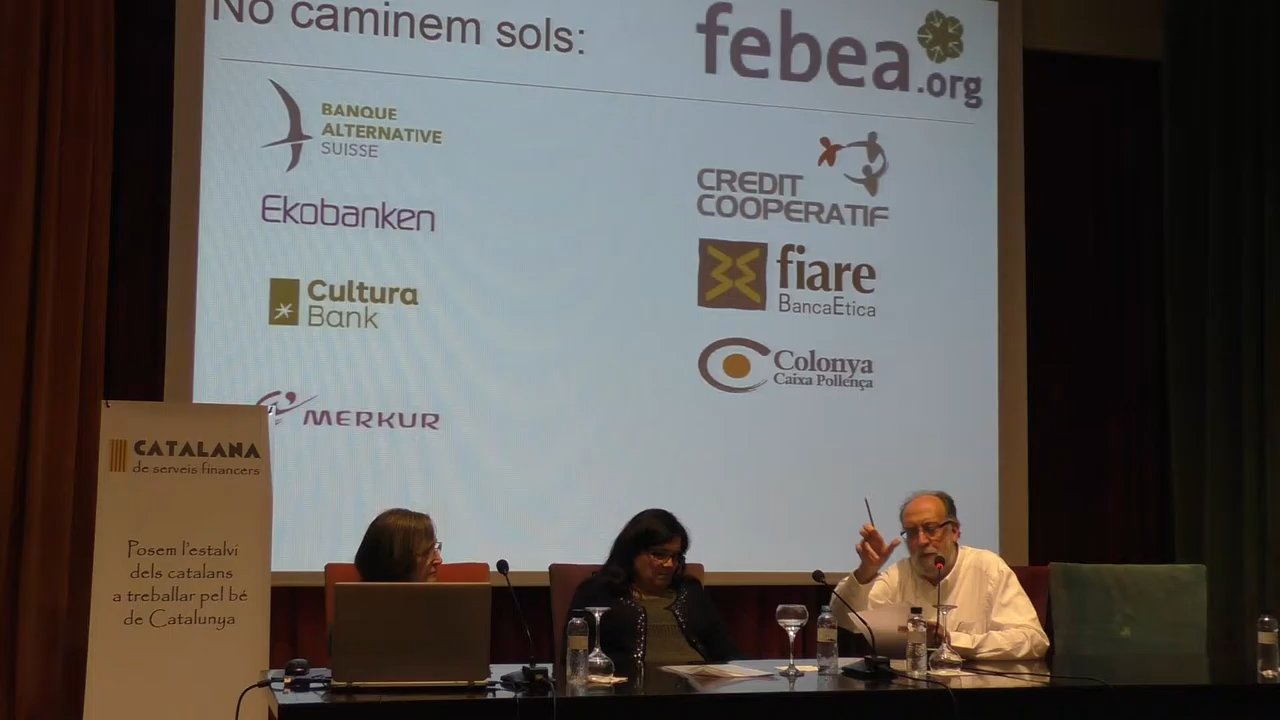 No caminem sols:
febea.org
BANQUE
ALTERNATIVE
SUISSE
Ekobanken
Cultura
Bank
MERKUR
CREDIT
COOPERATIF
fiare
BancaEtica
Colonya
Caixa Pollença
CATALANA
de serveis financers
Posem l'estalvi
dels catalans
a treballar pel bé
de Catalunya